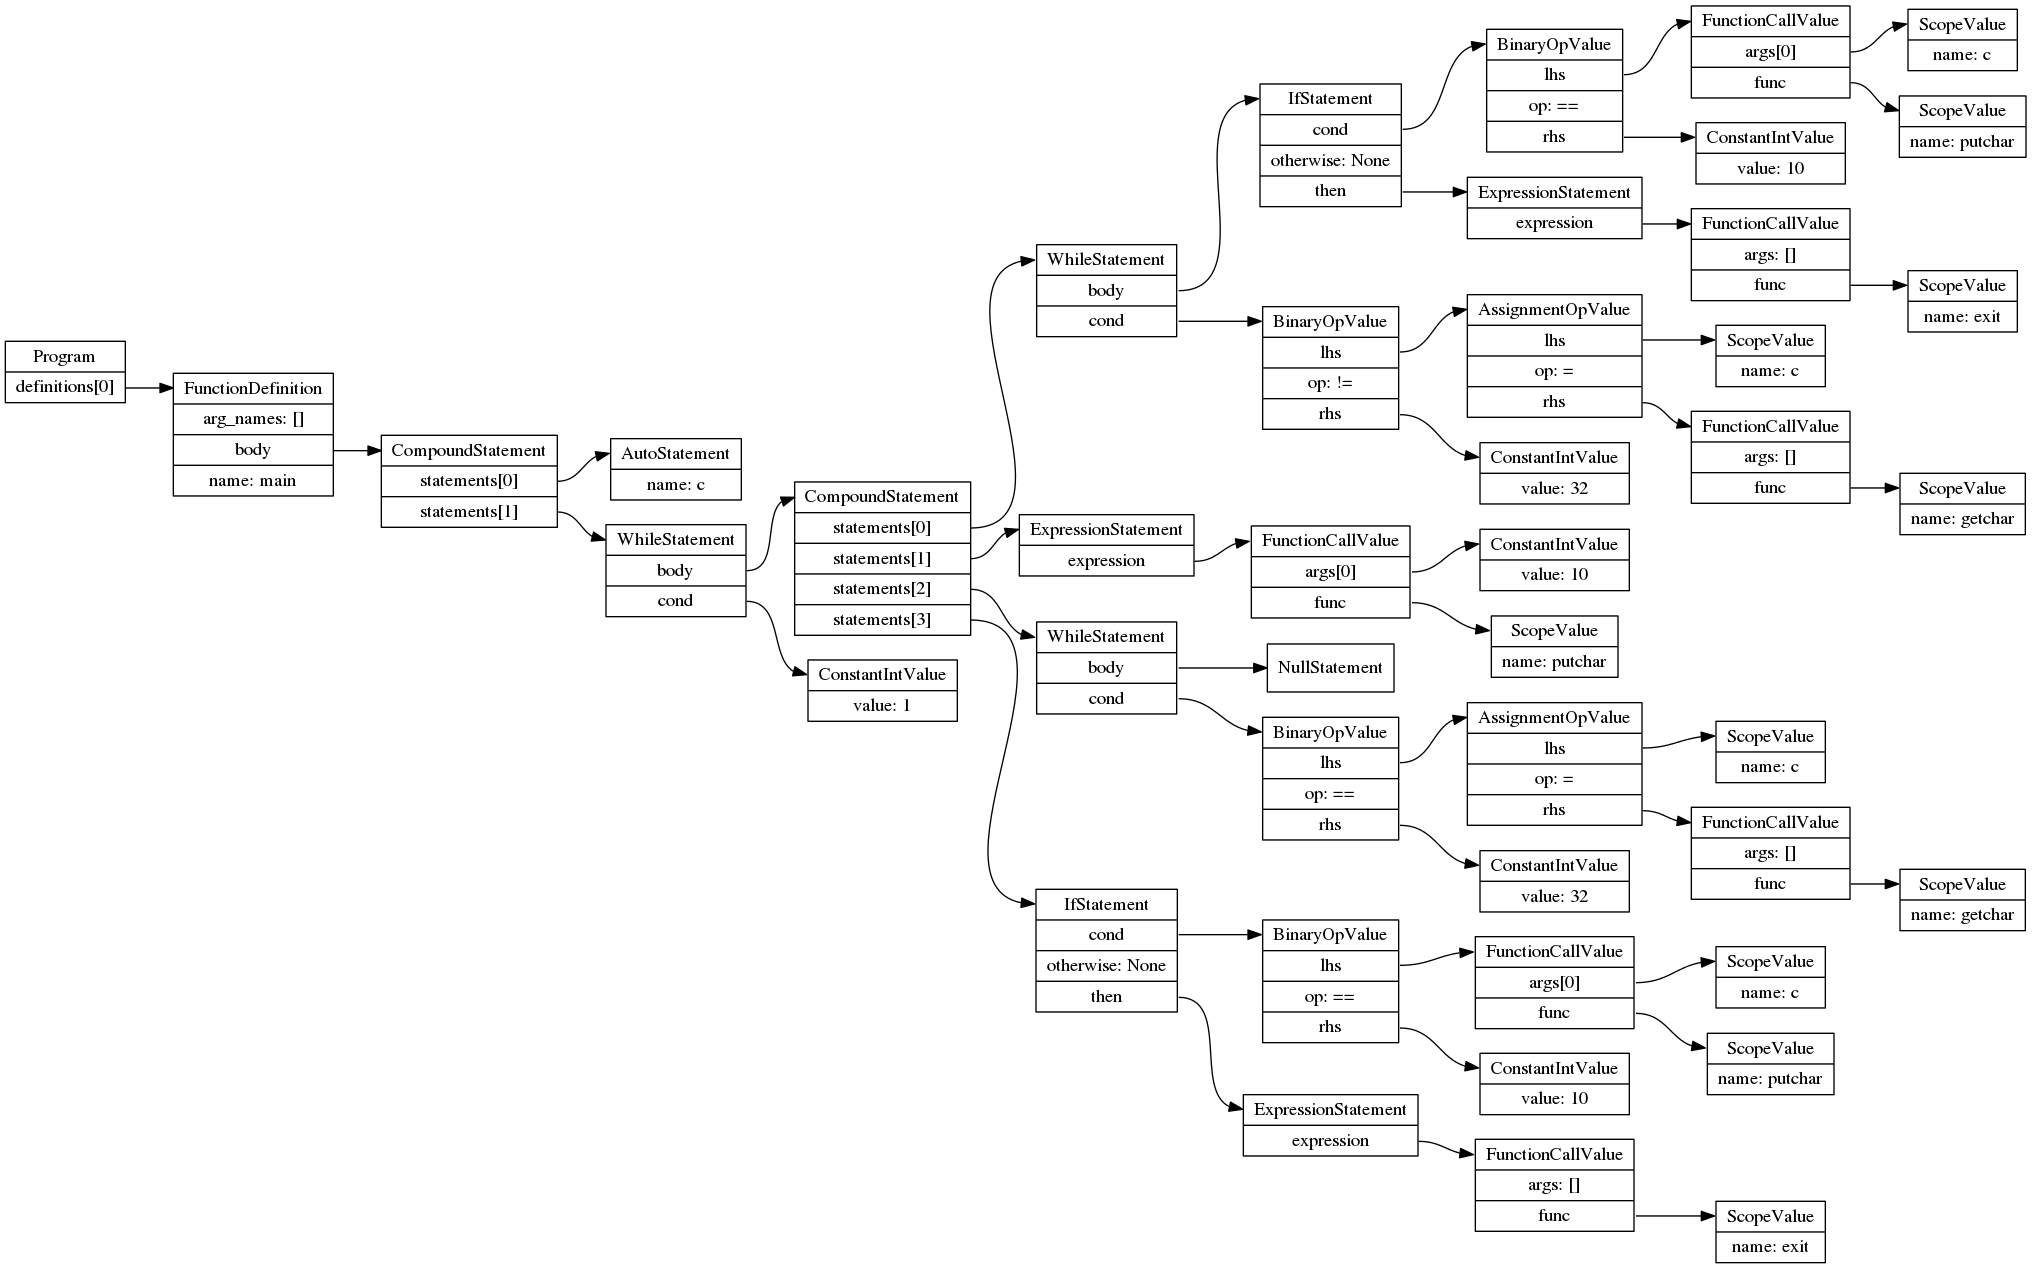 Program
definitions[0]
FunctionDefinition
arg_names: []
body
name: main
CompoundStatement
statements[0]
statements[1]
AutoStatement
name: c
WhileStatement
body
cond
CompoundStatement
statements[0]
statements[1]
statements[2]
statements[3]
ConstantIntValue
value: 1
WhileStatement
body
cond
IfStatement
cond
otherwise: None
then
BinaryOpValue
lhs
op: ==
rhs
FunctionCallValue
args[0]
func
ScopeValue
name: c
ScopeValue
name: putchar
ConstantIntValue
value: 10
ExpressionStatement
expression
FunctionCallValue
args: []
func
ScopeValue
name: exit
BinaryOpValue
lhs
op: !=
rhs
AssignmentOpValue
lhs
op: =
rhs
ScopeValue
name: c
FunctionCallValue
args: []
func
ScopeValue
name: getchar
ConstantIntValue
value: 32
ExpressionStatement
expression
FunctionCallValue
args[0]
func
ConstantIntValue
value: 10
ScopeValue
name: putchar
WhileStatement
body
cond
NullStatement
BinaryOpValue
lhs
op: ==
rhs
AssignmentOpValue
lhs
op: =
rhs
ScopeValue
name: c
FunctionCallValue
args: []
func
ScopeValue
name: getchar
ConstantIntValue
value: 32
IfStatement
cond
otherwise: None
then
BinaryOpValue
lhs
op: ==
rhs
FunctionCallValue
args[0]
func
ScopeValue
name: c
ScopeValue
name: putchar
ConstantIntValue
value: 10
ExpressionStatement
expression
FunctionCallValue
args: []
func
ScopeValue
name: exit